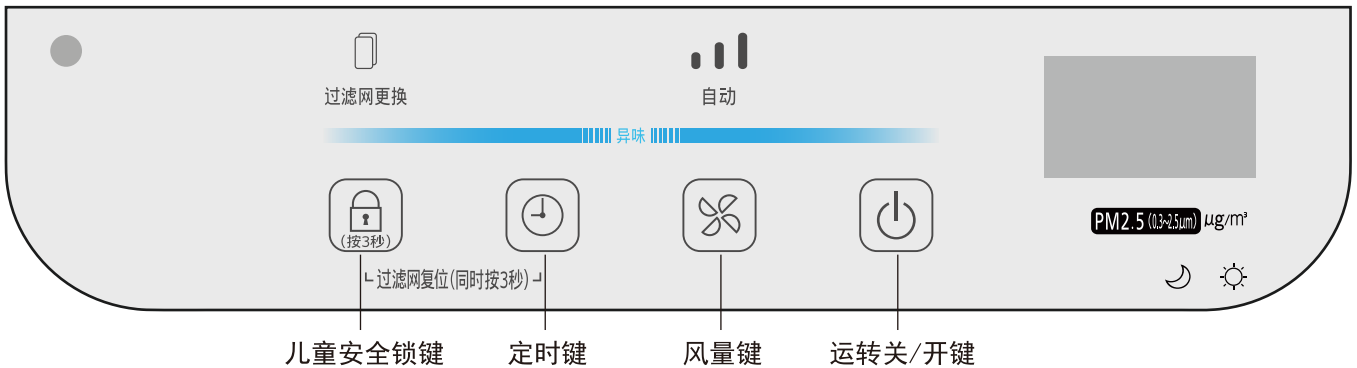 过滤网更换
自动
异味
(按3秒)
过滤网复位(同时按3秒)
PM2.5(0.3~2.5μm) μg/m³
儿童安全锁键
定时键
风量键
运转关/开键